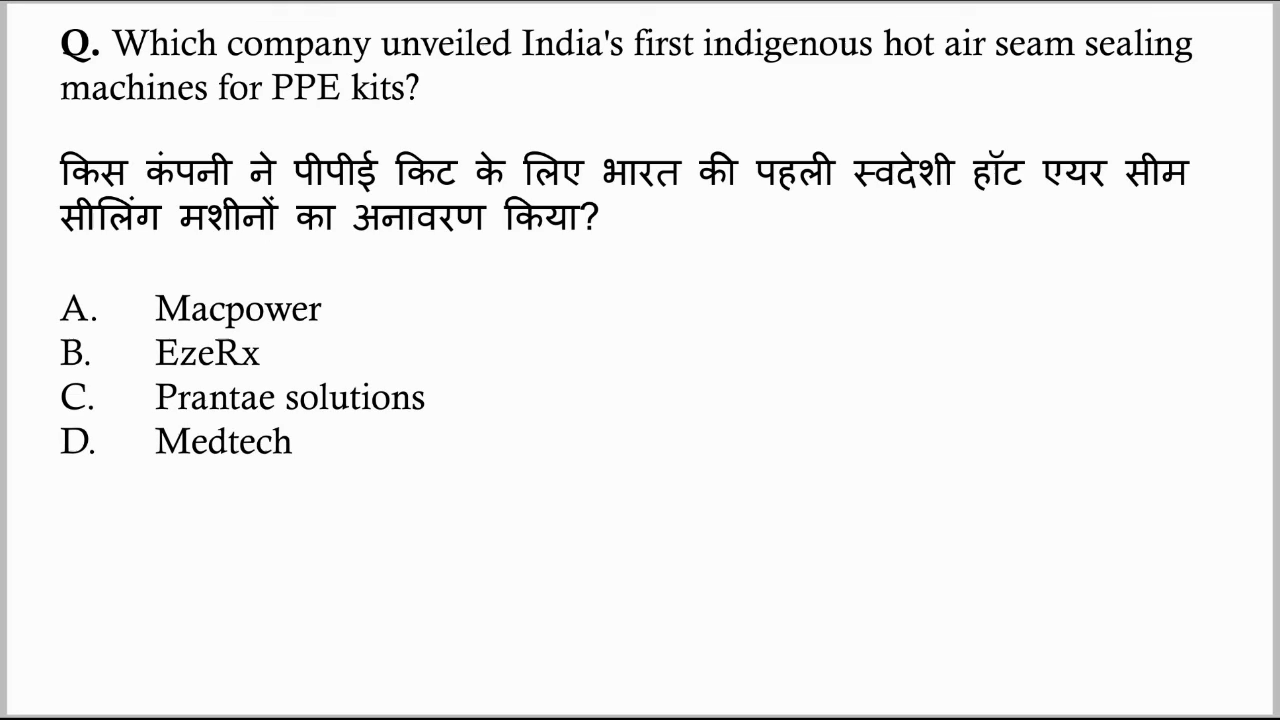 Q. Which company unveiled India's first indigenous hot air seam sealing
machines for PPE kits?
किस कंपनी ने पीपीई किट के लिए भारत की पहली स्वदेशी हॉट एयर सीम
सीलिंग मशीनों का अनावरण किया?
A. Macpower
B. EzeRx
C. Prantae solutions
D. Medtech